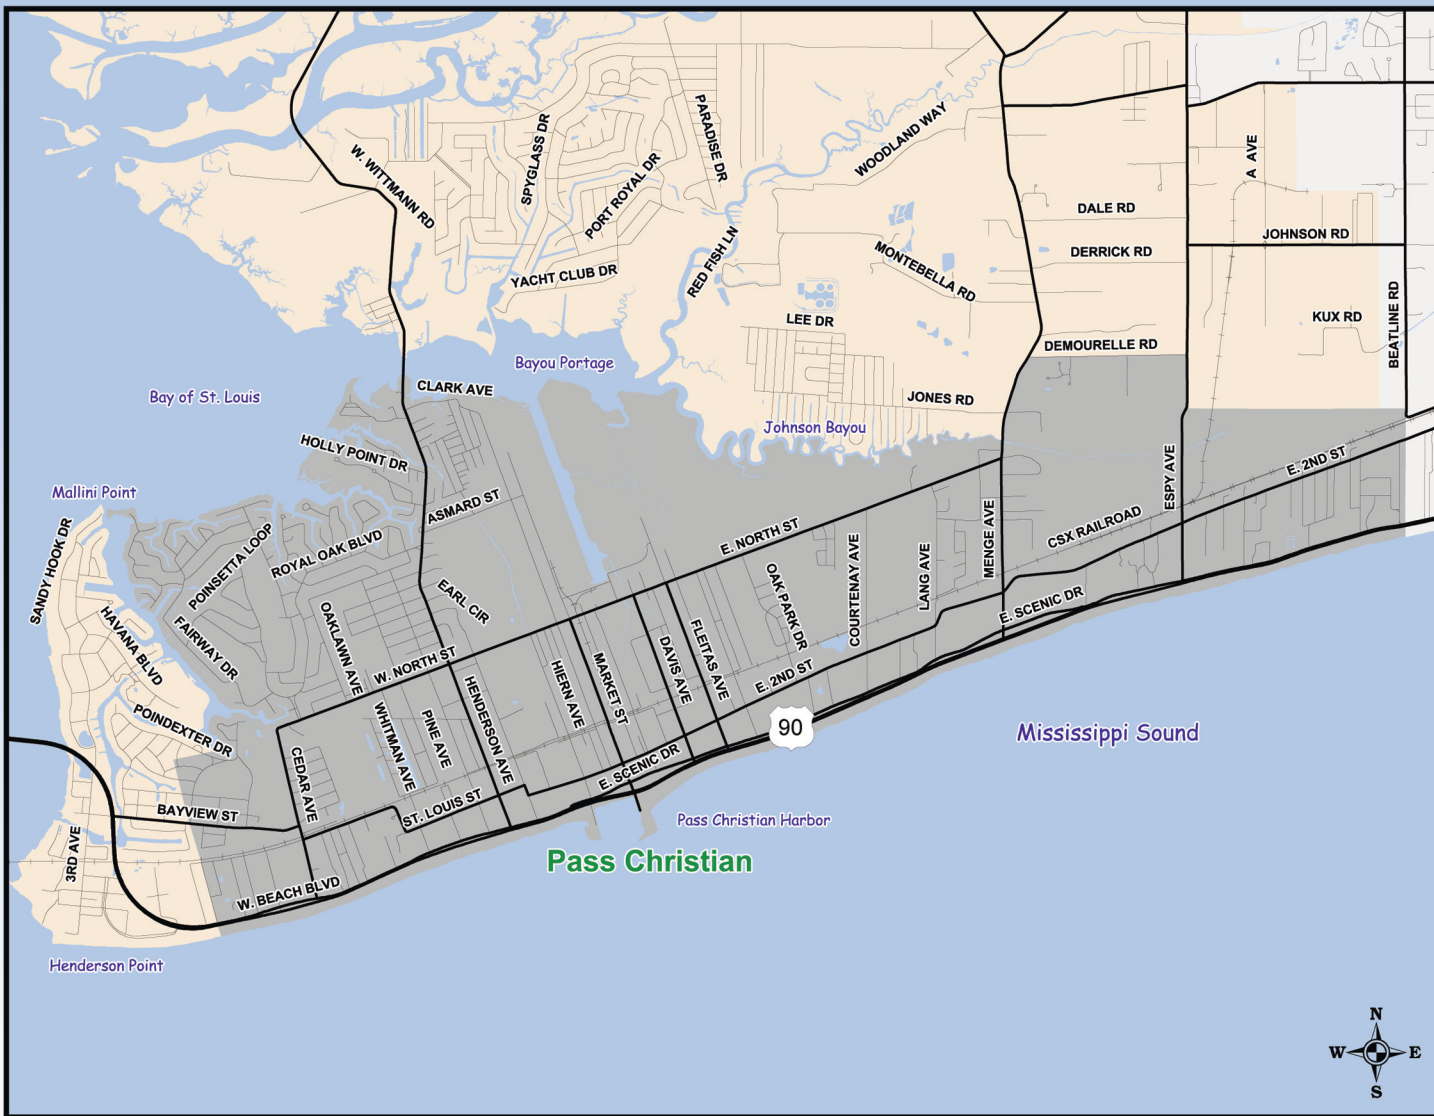 W. WITTMANN RD
SPYGLASS DR
PARADISE DR
PORT ROYAL DR
WOODLAND WAY
A AVE
DALE RD
JOHNSON RD
DERRICK RD
YACHT CLUB DR
RED FISH LN
MONTEBELLA RD
LEE DR
KUX RD
BEATLINE RD
DEMOURELLE RD
Bayou Portage
CLARK AVE
Bay of St. Louis
JONES RD
Johnson Bayou
HOLLY POINT DR
Mallini Point
ASMARD ST
ESPY AVE
E. 2ND ST
SANDY HOOK DR
POINSETTA LOOP
ROYAL OAK BLVD
E. NORTH ST
MENGE AVE
CSX RAILROAD
EARL CIR
OAK PARK DR
COURTENAY AVE
LANG AVE
E. SCENIC DR
HAVANA BLVD
FAIRWAY DR
OAKLAWN AVE
W. NORTH ST
FLEITAS AVE
DAVIS AVE
E. 2ND ST
HIERN AVE
MARKET ST
HENDERSON AVE
POINDEXTER DR
WHITMAN AVE
PINE AVE
90
Mississippi Sound
CEDAR AVE
E. SCENIC DR
BAYVIEW ST
ST. LOUIS ST
Pass Christian Harbor
3RD AVE
Pass Christian
W. BEACH BLVD
Henderson Point
N
W
E
S